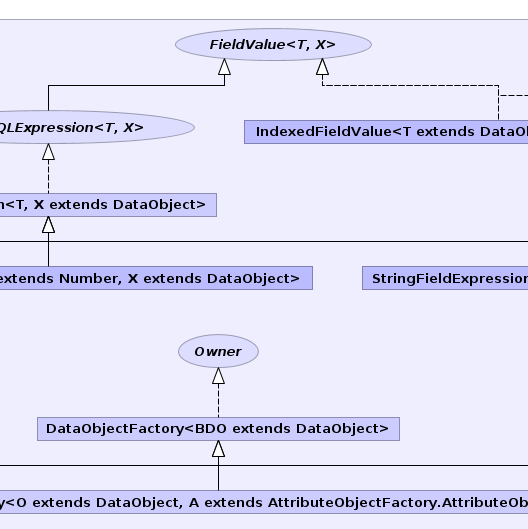 FieldValue<T, X>
QLExpression<T, X>
IndexedFieldValue<T extends DataO
n<T, X extends DataObject>
extends Number, X extends DataObject>
StringFieldExpression
Owner
DataObjectFactory<BDO extends DataObject>
y<O extends DataObject, A extends AttributeObjectFactory.AttributeOb